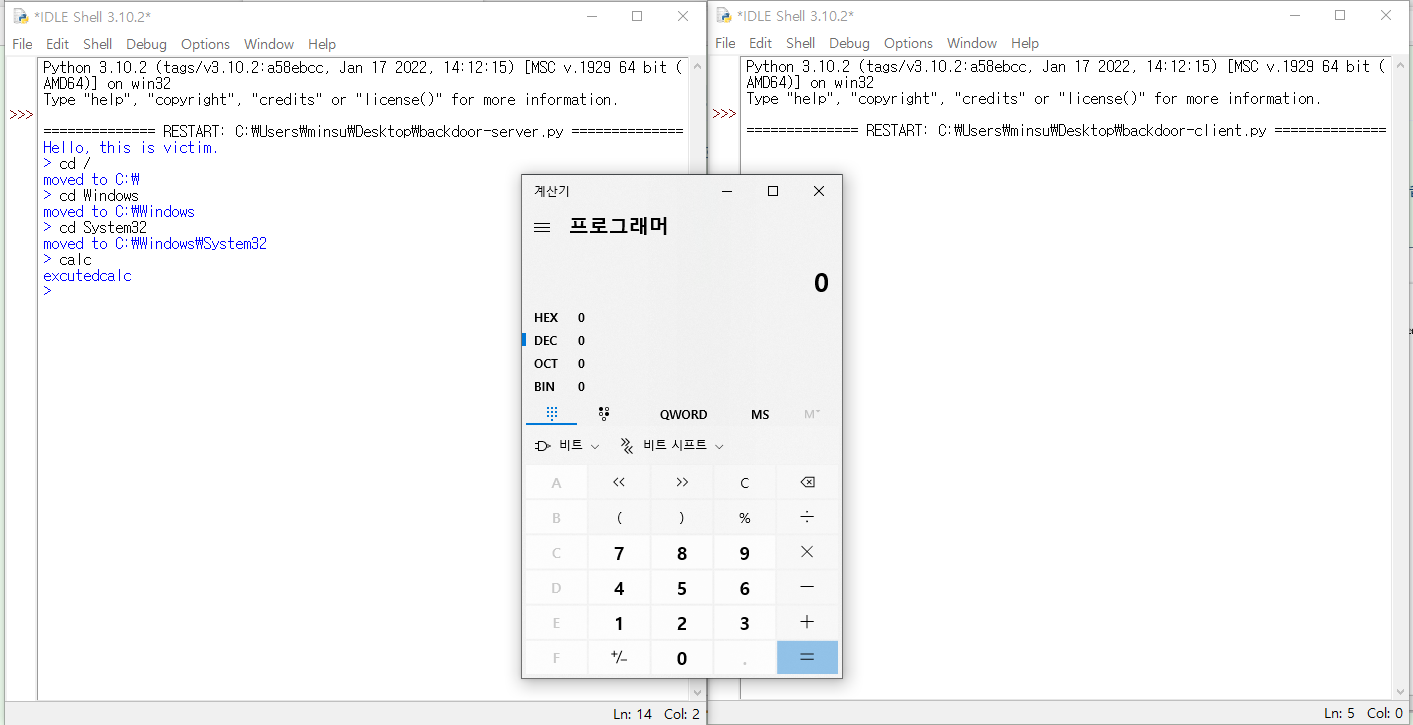 *IDLE Shell 3.10.2*
File Edit Shell Debug Options Window Help
Python 3.10.2 (tags/v3.10.2:a58ebcc, Jan 17 2022, 14:12:15) [MSC v.1929 64 bit (
AMD64)] on win32
Type "help", "copyright", "credits" or "license()" for more information.
>>>
============== RESTART: C:₩Users₩minsu₩Desktop₩backdoor-server.py ==============
Hello, this is victim.
> cd /
moved to C:₩
> cd Windows
moved to C:₩Windows
> cd System32
moved to C:₩Windows₩System32
> calc
excutedcalc
>
Ln: 14 Col: 2
*IDLE Shell 3.10.2*
File Edit Shell Debug Options Window Help
Python 3.10.2 (tags/v3.10.2:a58ebcc, Jan 17 2022, 14:12:15) [MSC v.1929 64 bit (
AMD64)] on win32
Type "help", "copyright", "credits" or "license()" for more information.
>>>
============== RESTART: C:₩Users₩minsu₩Desktop₩backdoor-client.py ==============
Ln: 5 Col: 0
계산기
프로그래머
0
HEX 0
DEC 0
OCT 0
BIN 0
QWORD MS M˅
비트 비트 시프트
A << >> C
B ( ) % ÷
C 7 8 9 ×
D 4 5 6 −
E 1 2 3 +
F +/− 0 . =